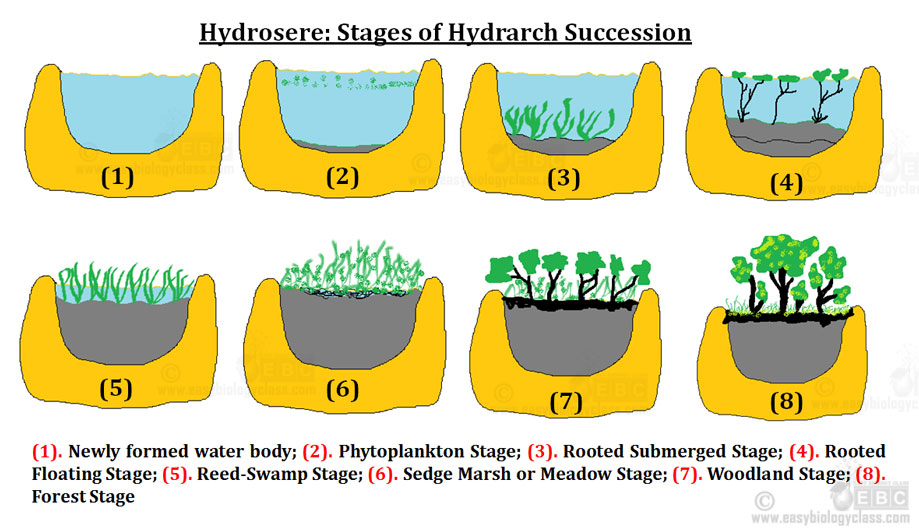 Hydrosere: Stages of Hydrarch Succession
(1)
(2)
(3)
(4)
(5)
(6)
(7)
(8)
(1). Newly formed water body; (2). Phytoplankton Stage; (3). Rooted Submerged Stage; (4). Rooted
Floating Stage; (5). Reed-Swamp Stage; (6). Sedge Marsh or Meadow Stage; (7). Woodland Stage; (8).
Forest Stage
© EBC
www.easybiologyclass.com